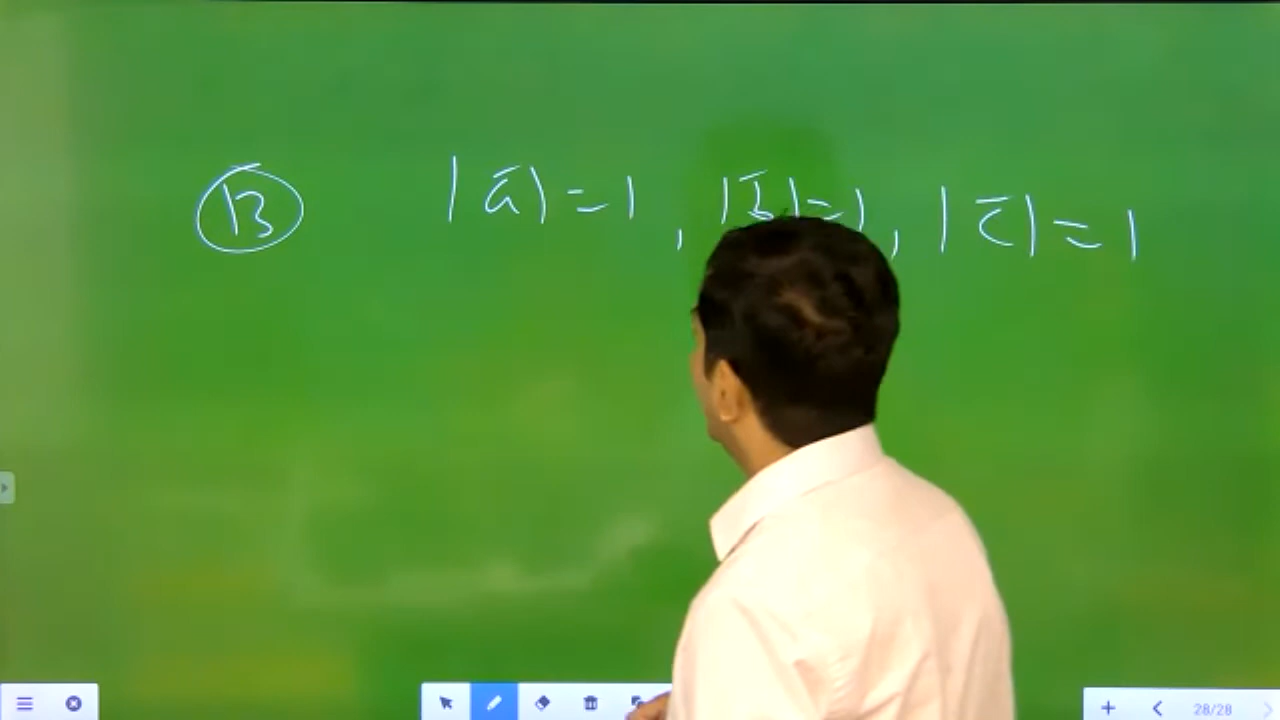 13 |a̅| = 1, |b̅| = 1, |c̅| = 1
28/28